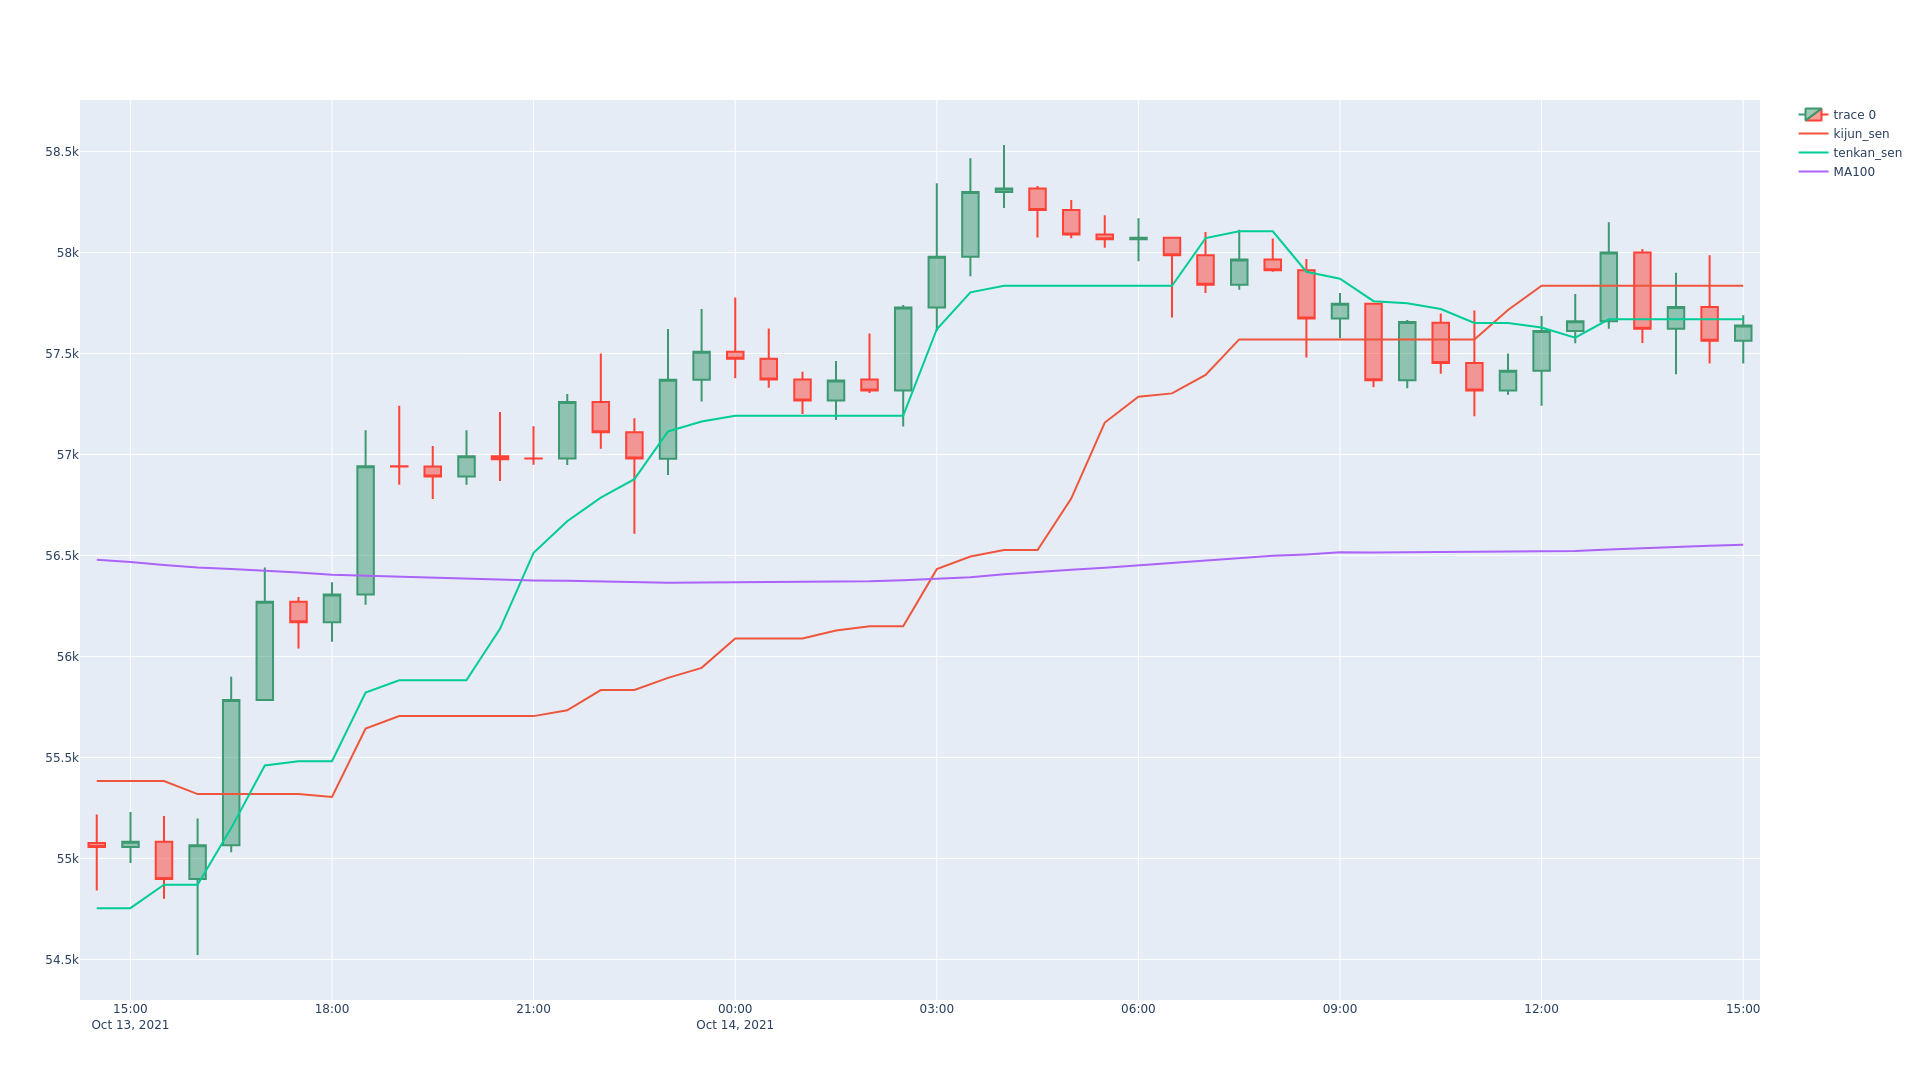 58.5k
58k
57.5k
57k
56.5k
56k
55.5k
55k
54.5k
15:00
Oct 13, 2021
18:00
21:00
00:00
Oct 14, 2021
03:00
06:00
09:00
12:00
15:00
trace 0
kijun_sen
tenkan_sen
MA100